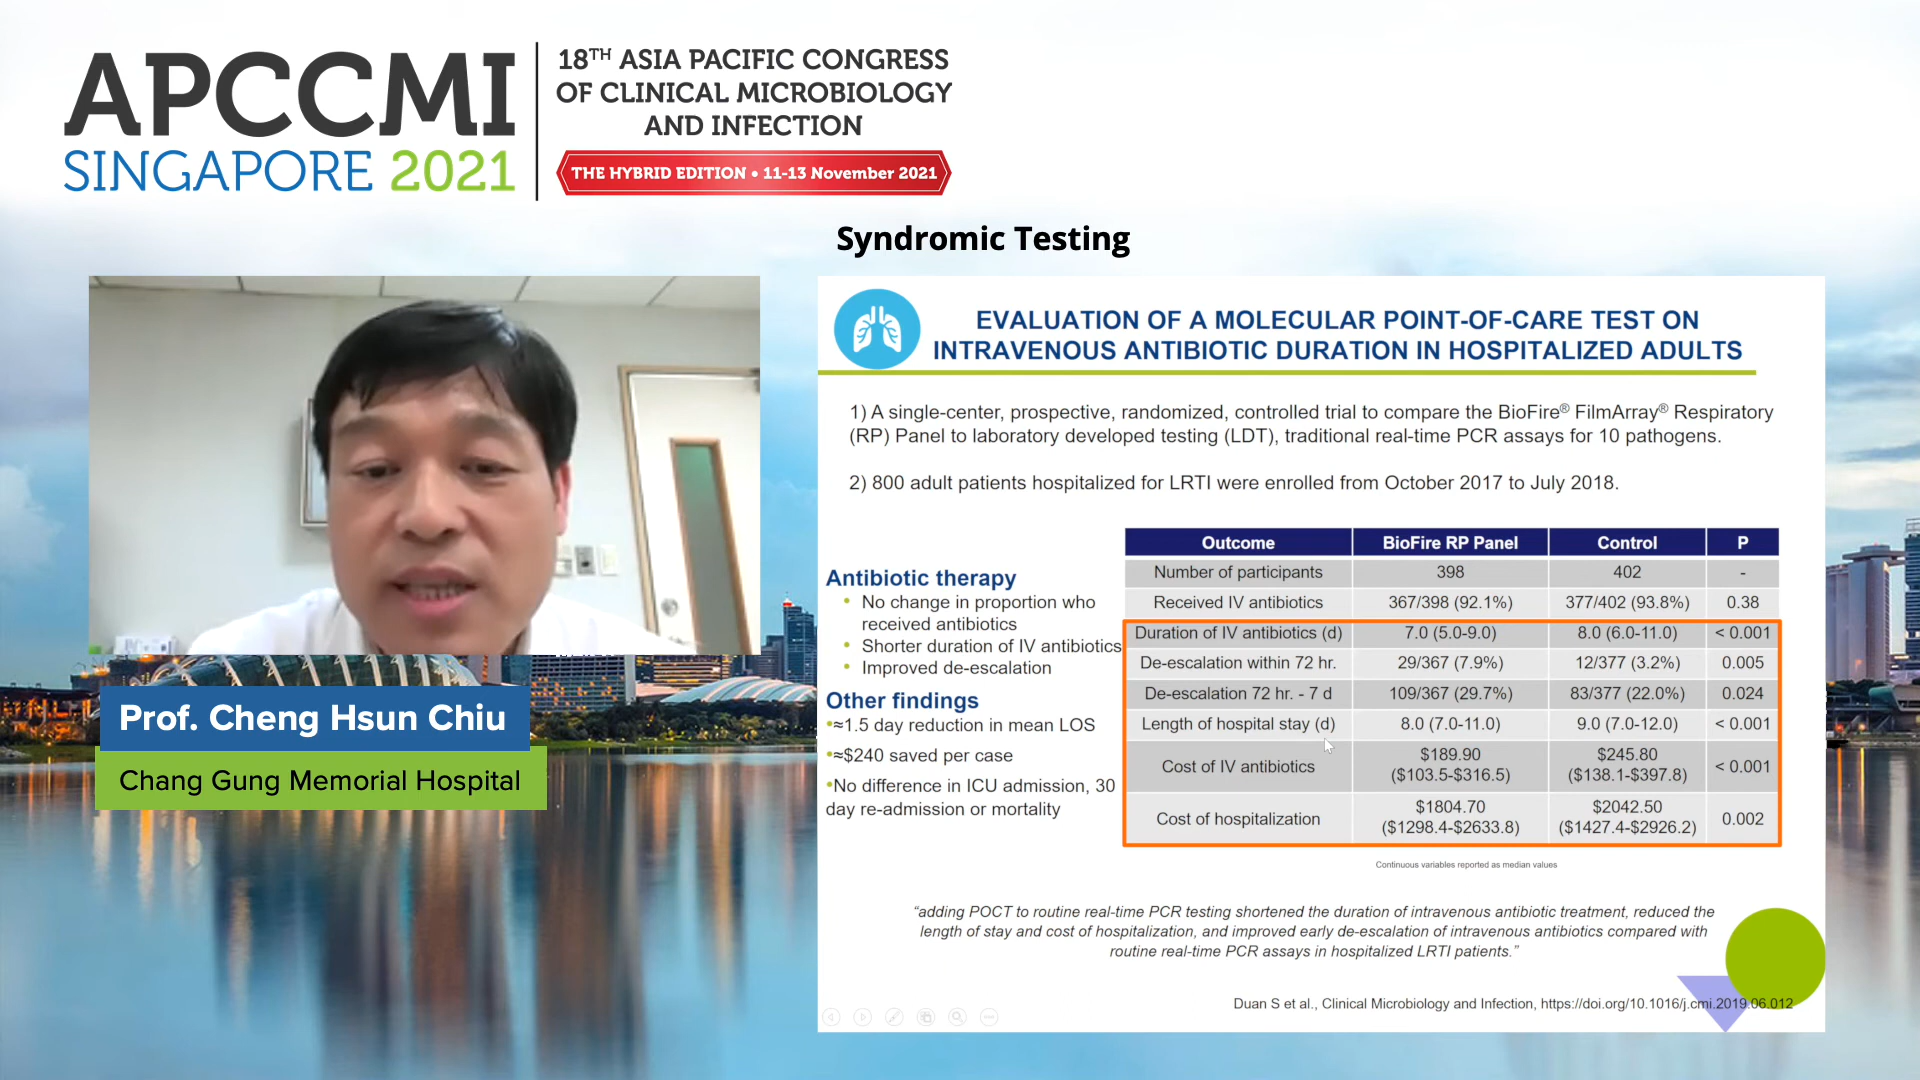 APCCMI
SINGAPORE 2021
18TH ASIA PACIFIC CONGRESS
OF CLINICAL MICROBIOLOGY
AND INFECTION
THE HYBRID EDITION • 11-13 November 2021
Syndromic Testing
Prof. Cheng Hsun Chiu
Chang Gung Memorial Hospital
EVALUATION OF A MOLECULAR POINT-OF-CARE TEST ON
INTRAVENOUS ANTIBIOTIC DURATION IN HOSPITALIZED ADULTS
1) A single-center, prospective, randomized, controlled trial to compare the BioFire® FilmArray® Respiratory
(RP) Panel to laboratory developed testing (LDT), traditional real-time PCR assays for 10 pathogens.
2) 800 adult patients hospitalized for LRTI were enrolled from October 2017 to July 2018.
Antibiotic therapy
• No change in proportion who
received antibiotics
• Shorter duration of IV antibiotics
• Improved de-escalation
Other findings
•≈1.5 day reduction in mean LOS
•≈$240 saved per case
•No difference in ICU admission, 30
day re-admission or mortality
Outcome BioFire RP Panel Control P
Number of participants 398 402 -
Received IV antibiotics 367/398 (92.1%) 377/402 (93.8%) 0.38
Duration of IV antibiotics (d) 7.0 (5.0-9.0) 8.0 (6.0-11.0) < 0.001
De-escalation within 72 hr. 29/367 (7.9%) 12/377 (3.2%) 0.005
De-escalation 72 hr. - 7 d 109/367 (29.7%) 83/377 (22.0%) 0.024
Length of hospital stay (d) 8.0 (7.0-11.0) 9.0 (7.0-12.0) < 0.001
Cost of IV antibiotics $189.90 ($103.5-$316.5) $245.80 ($138.1-$397.8) < 0.001
Cost of hospitalization $1804.70 ($1298.4-$2633.8) $2042.50 ($1427.4-$2926.2) 0.002
Continuous variables reported as median values
“adding POCT to routine real-time PCR testing shortened the duration of intravenous antibiotic treatment, reduced the
length of stay and cost of hospitalization, and improved early de-escalation of intravenous antibiotics compared with
routine real-time PCR assays in hospitalized LRTI patients.”
Duan S et al., Clinical Microbiology and Infection, https://doi.org/10.1016/j.cmi.2019.06.012